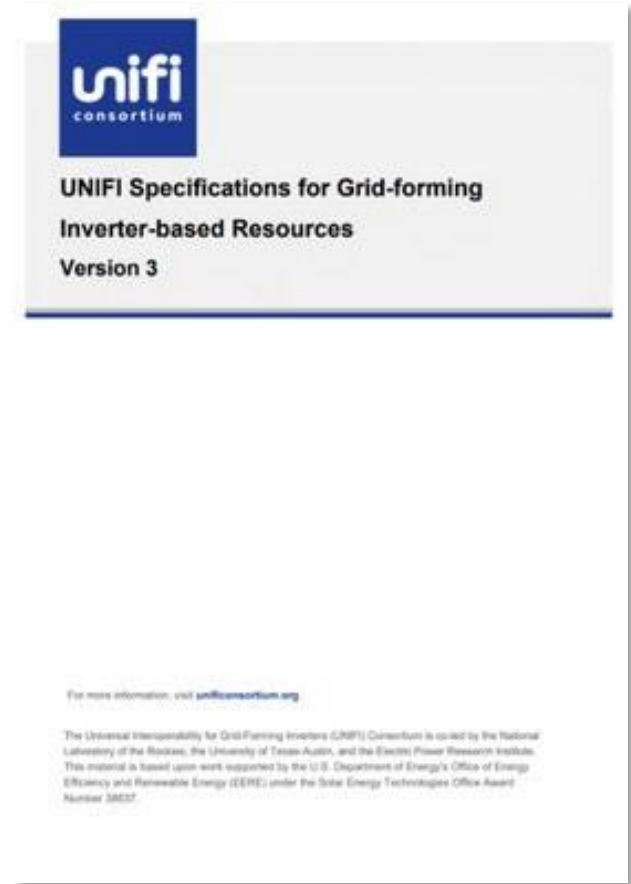 unifi
consortium
UNIFI Specifications for Grid-forming
Inverter-based Resources
Version 3
For more information, visit unificonsortium.org
The Universal Interoperability for Grid-Forming Inverters (UNIFI) Consortium is co-led by the National
Laboratory of the Rockies, the University of Texas-Austin, and the Electric Power Research Institute.
This material is based upon work supported by the U.S. Department of Energy's Office of Energy
Efficiency and Renewable Energy (EERE) under the Solar Energy Technologies Office Award
Number 38637